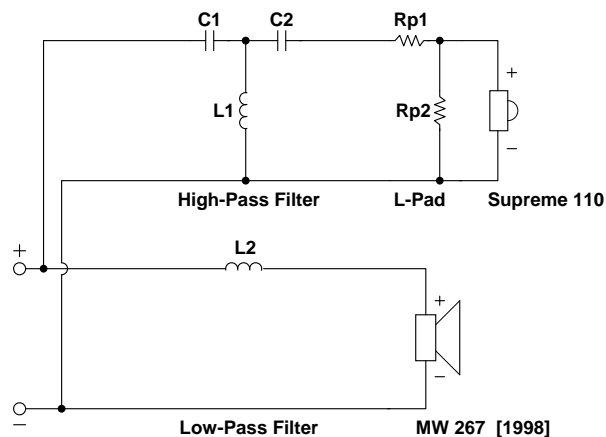 C1 C2 Rp1
+
L1 Rp2
−
High-Pass Filter L-Pad Supreme 110
+ L2
+
−
− Low-Pass Filter MW 267 [1998]